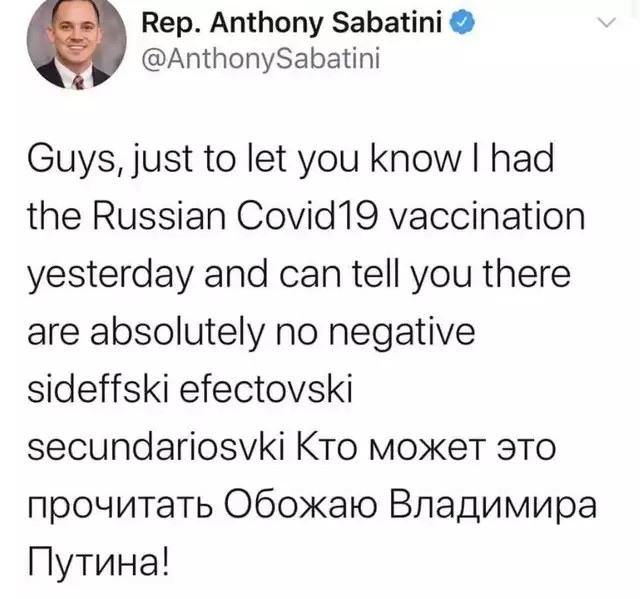 Rep. Anthony Sabatini
@AnthonySabatini
Guys, just to let you know I had
the Russian Covid19 vaccination
yesterday and can tell you there
are absolutely no negative
sideffski efectovski
secundariosvki Кто может это
прочитать Обожаю Владимира
Путина!